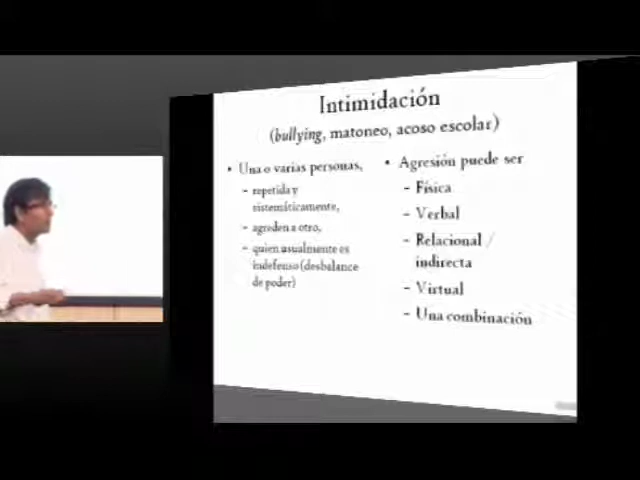 Intimidación
(bullying, matoneo, acoso escolar)
• Una o varias personas,
– repetida y
sistemáticamente,
– agreden a otro,
– quien usualmente es
indefenso (desbalance
de poder)
• Agresión puede ser
– Física
– Verbal
– Relacional /
indirecta
– Virtual
– Una combinación